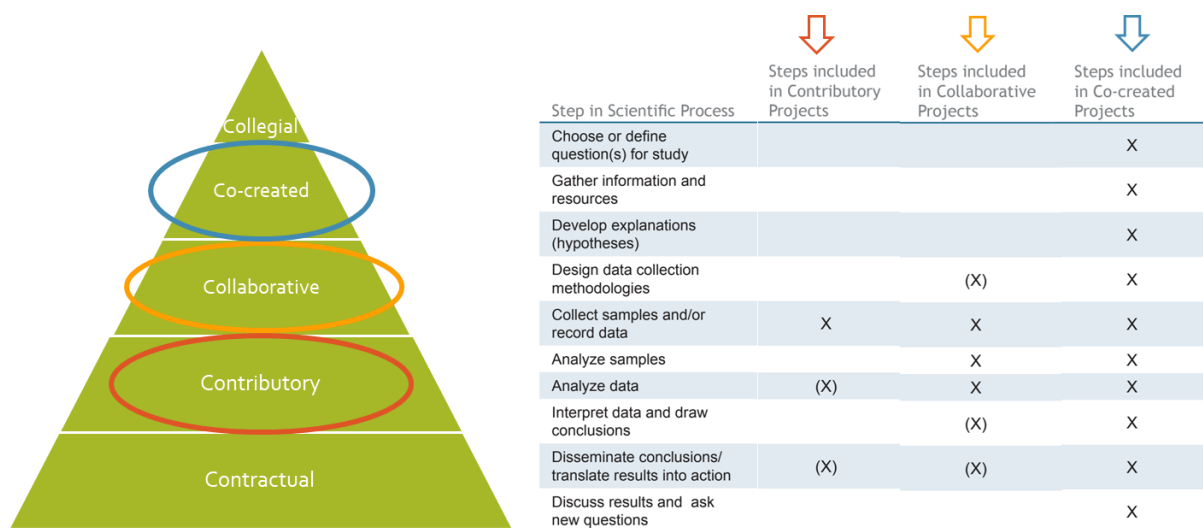 Collegial
Co-created
Collaborative
Contributory
Contractual
Step in Scientific Process
Steps included
in Contributory
Projects
Steps included
in Collaborative
Projects
Steps included
in Co-created
Projects
Choose or define
question(s) for study
X
Gather information and
resources
X
Develop explanations
(hypotheses)
X
Design data collection
methodologies
(X) X
Collect samples and/or
record data
X X X
Analyze samples X X
Analyze data (X) X X
Interpret data and draw
conclusions
(X) X
Disseminate conclusions/
translate results into action
(X) (X) X
Discuss results and ask
new questions
X